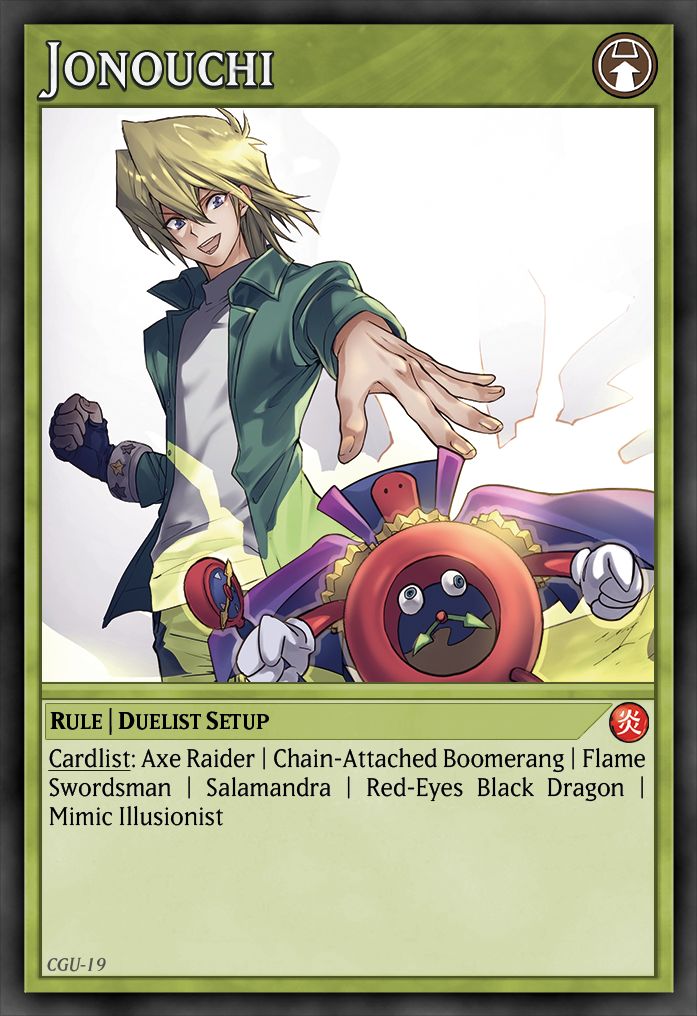 Jonouchi
Rule | Duelist Setup
炎
Cardlist: Axe Raider | Chain-Attached Boomerang | Flame
Swordsman | Salamandra | Red-Eyes Black Dragon |
Mimic Illusionist
CGU-19